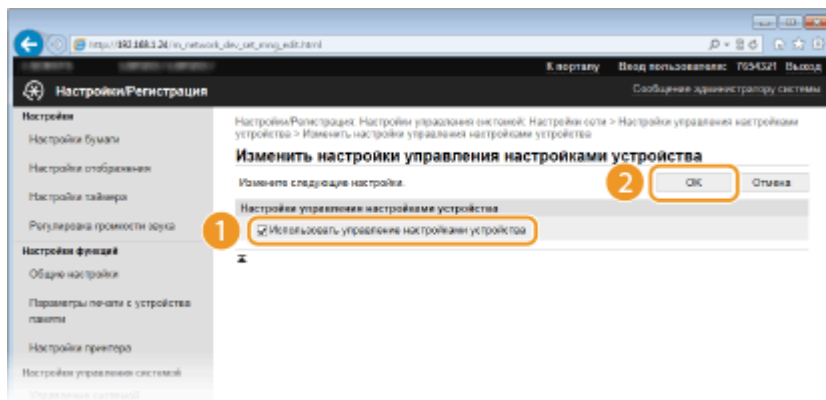 http://192.168.1.24/m_network_dev_set_mng_edit.html
К порталу Вход пользователя: 7654321 Выход
Настройки/Регистрация
Сообщение администратору системы
Настройки
Настройки бумаги
Настройки отображения
Настройки таймера
Регулировка громкости звука
Настройки функций
Общие настройки
Параметры печати с устройства
памяти
Настройки принтера
Настройки управления системой
Управление системой
Настройки/Регистрация: Настройки управления системой: Настройки сети > Настройки управления настройками
устройства > Изменить настройки управления настройками устройства
Изменить настройки управления настройками устройства
Измените следующие настройки.
2
OK
Отмена
Настройки управления настройками устройства
1
Использовать управление настройками устройства